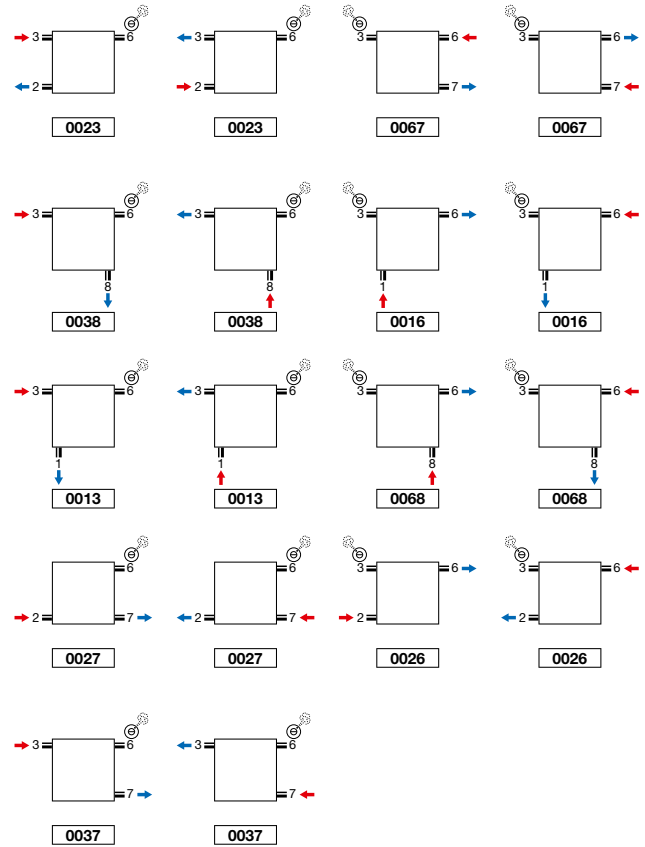 3 6 3 6 3 6 3 6
2 2 7 7
0023 0023 0067 0067
3 6 3 6 3 6 3 6
8 8 1 1
0038 0038 0016 0016
3 6 3 6 3 6 3 6
1 1 8 8
0013 0013 0068 0068
6 6 3 6 3 6
2 7 2 7 2 2
0027 0027 0026 0026
3 6 3 6
7 7
0037 0037